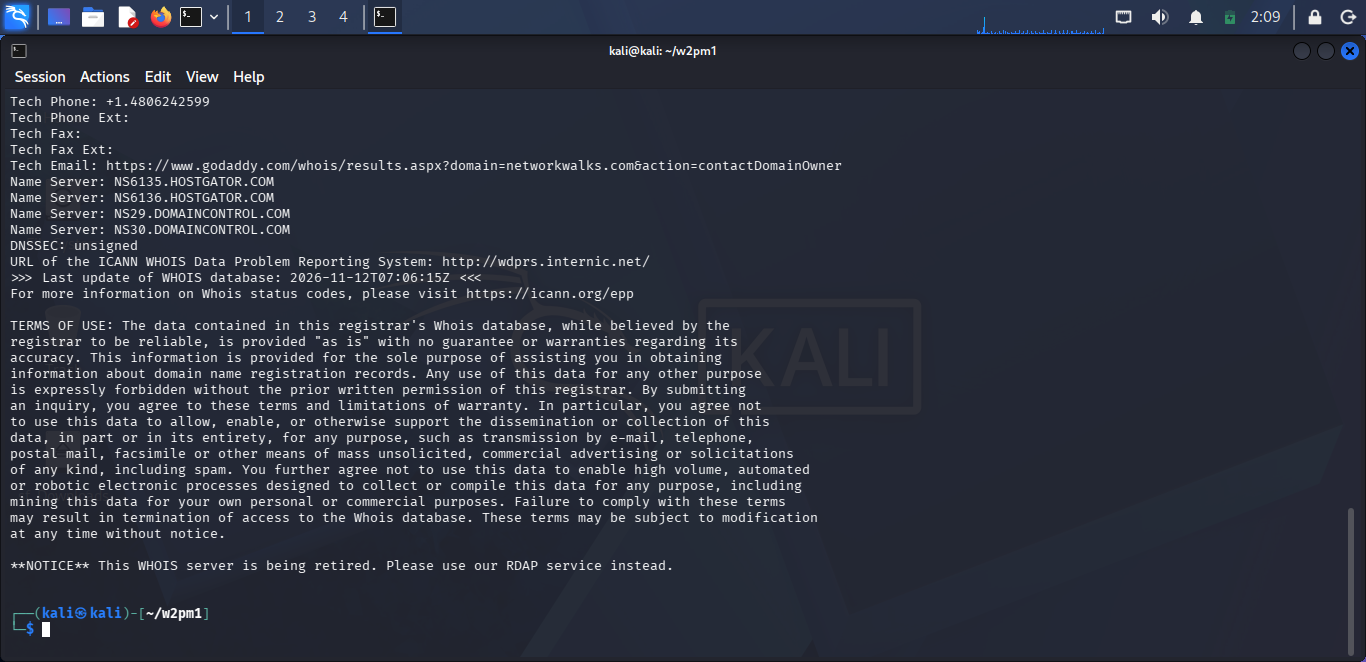 1 2 3 4 2:09
kali@kali: ~/w2pm1
Session Actions Edit View Help
Tech Phone: +1.4806242599
Tech Phone Ext:
Tech Fax:
Tech Fax Ext:
Tech Email: https://www.godaddy.com/whois/results.aspx?domain=networkwalks.com&action=contactDomainOwner
Name Server: NS6135.HOSTGATOR.COM
Name Server: NS6136.HOSTGATOR.COM
Name Server: NS29.DOMAINCONTROL.COM
Name Server: NS30.DOMAINCONTROL.COM
DNSSEC: unsigned
URL of the ICANN WHOIS Data Problem Reporting System: http://wdprs.internic.net/
>>> Last update of WHOIS database: 2026-11-12T07:06:15Z <<<
For more information on Whois status codes, please visit https://icann.org/epp
TERMS OF USE: The data contained in this registrar's Whois database, while believed by the
registrar to be reliable, is provided "as is" with no guarantee or warranties regarding its
accuracy. This information is provided for the sole purpose of assisting you in obtaining
information about domain name registration records. Any use of this data for any other purpose
is expressly forbidden without the prior written permission of this registrar. By submitting
an inquiry, you agree to these terms and limitations of warranty. In particular, you agree not
to use this data to allow, enable, or otherwise support the dissemination or collection of this
data, in part or in its entirety, for any purpose, such as transmission by e-mail, telephone,
postal mail, facsimile or other means of mass unsolicited, commercial advertising or solicitations
of any kind, including spam. You further agree not to use this data to enable high volume, automated
or robotic electronic processes designed to collect or compile this data for any purpose, including
mining this data for your own personal or commercial purposes. Failure to comply with these terms
may result in termination of access to the Whois database. These terms may be subject to modification
at any time without notice.
**NOTICE** This WHOIS server is being retired. Please use our RDAP service instead.
┌──(kali㉿kali)-[~/w2pm1]
└─$
KALI